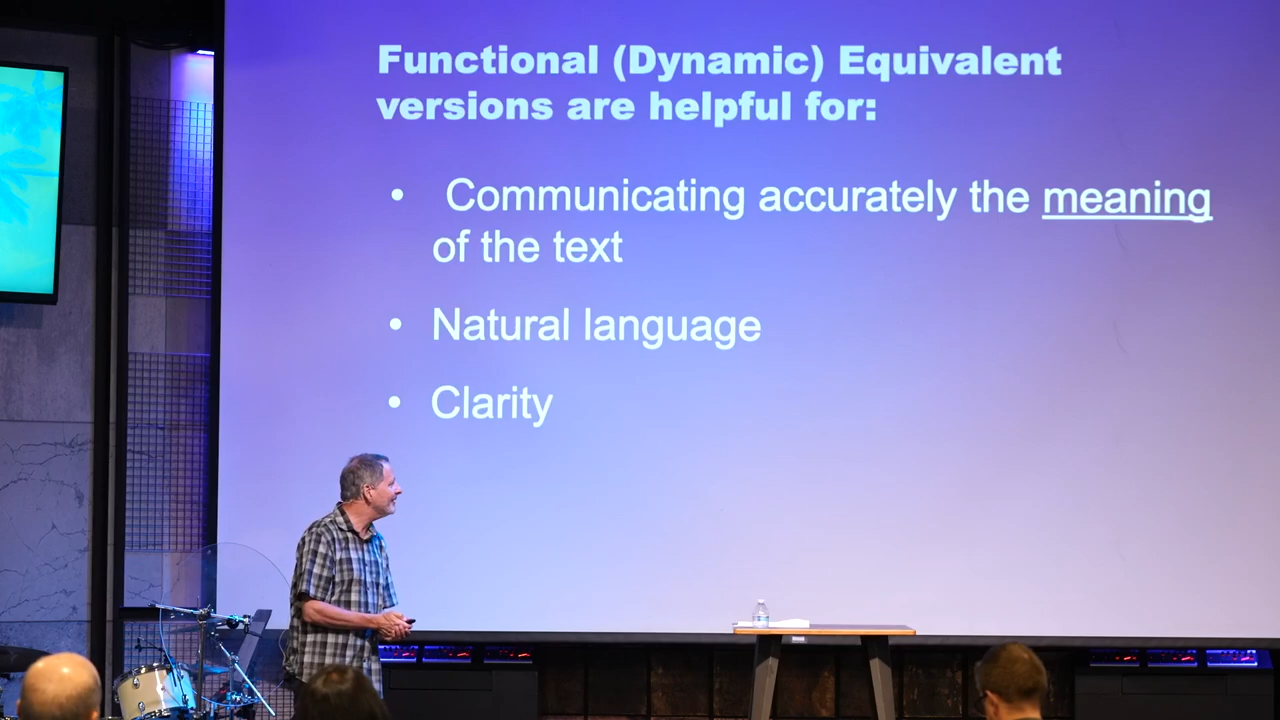 Functional (Dynamic) Equivalent
versions are helpful for:
• Communicating accurately the meaning
of the text
• Natural language
• Clarity